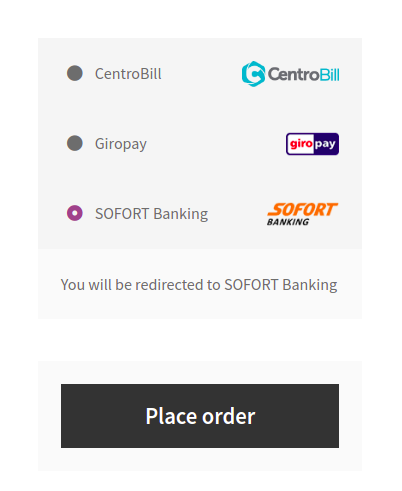 CentroBill CentroBill
Giropay giro pay
SOFORT Banking SOFORT
BANKING
You will be redirected to SOFORT Banking
Place order